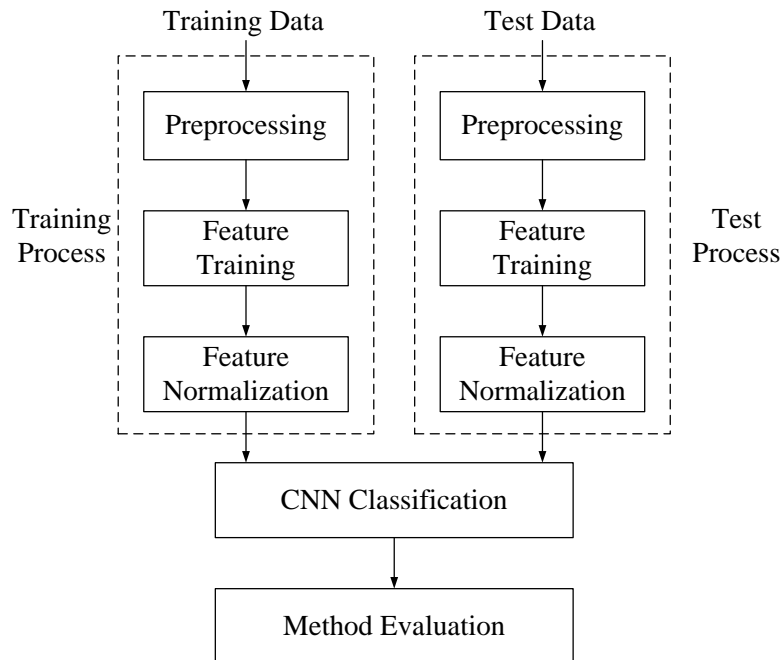 Training Data
Test Data
Preprocessing
Preprocessing
Training
Process
Feature
Training
Feature
Training
Test
Process
Feature
Normalization
Feature
Normalization
CNN Classification
Method Evaluation